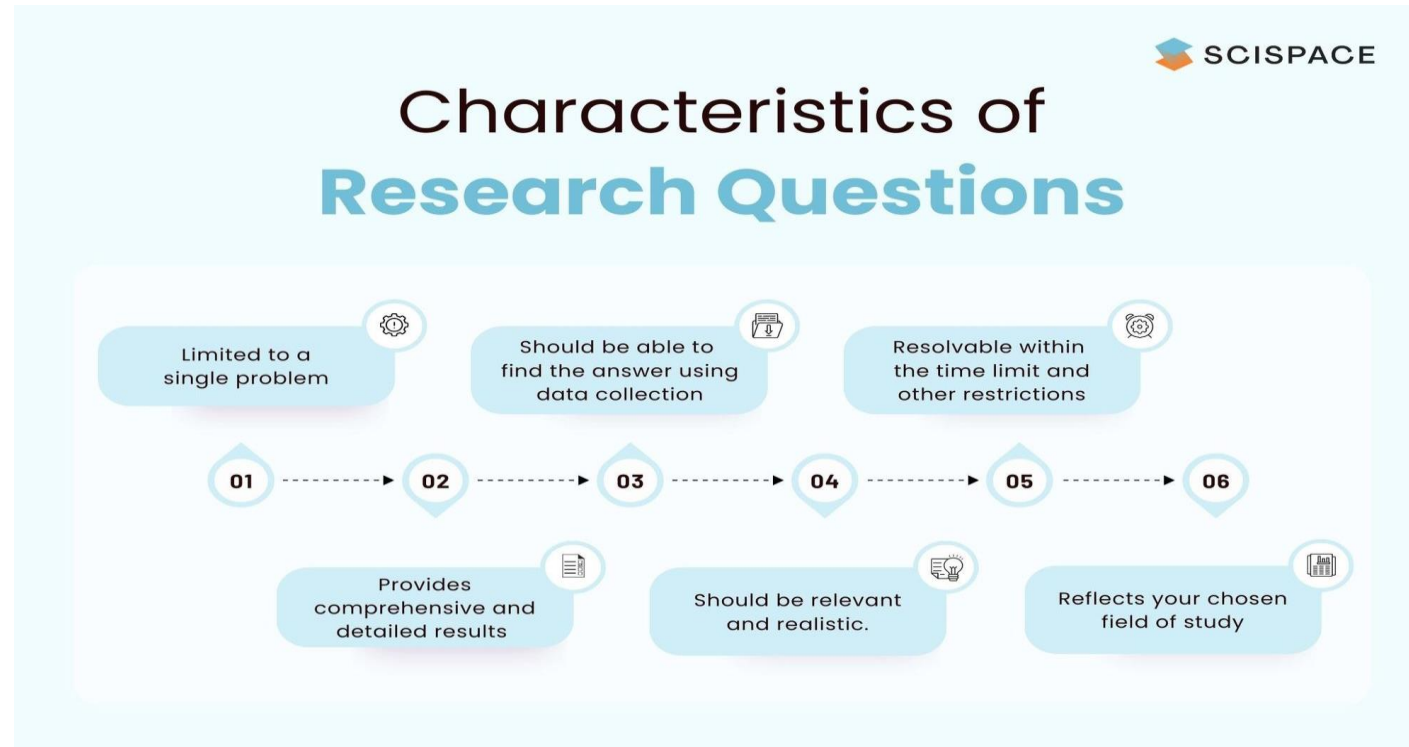 SCISPACE
Characteristics of
Research Questions
Limited to a
single problem
Should be able to
find the answer using
data collection
Resolvable within
the time limit and
other restrictions
01
02
03
04
05
06
Provides
comprehensive and
detailed results
Should be relevant
and realistic.
Reflects your chosen
field of study